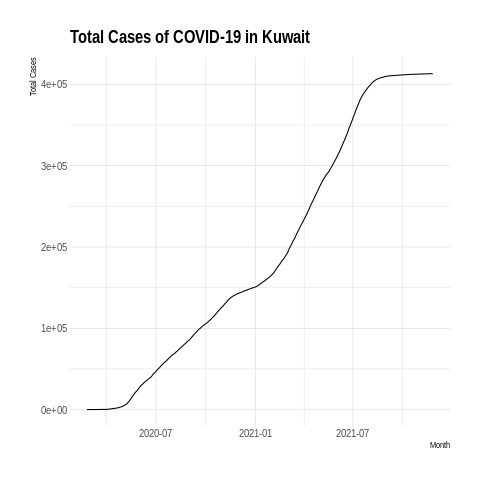 Total Cases of COVID-19 in Kuwait
Total Cases
4e+05
3e+05
2e+05
1e+05
0e+00
2020-07
2021-01
2021-07
Month